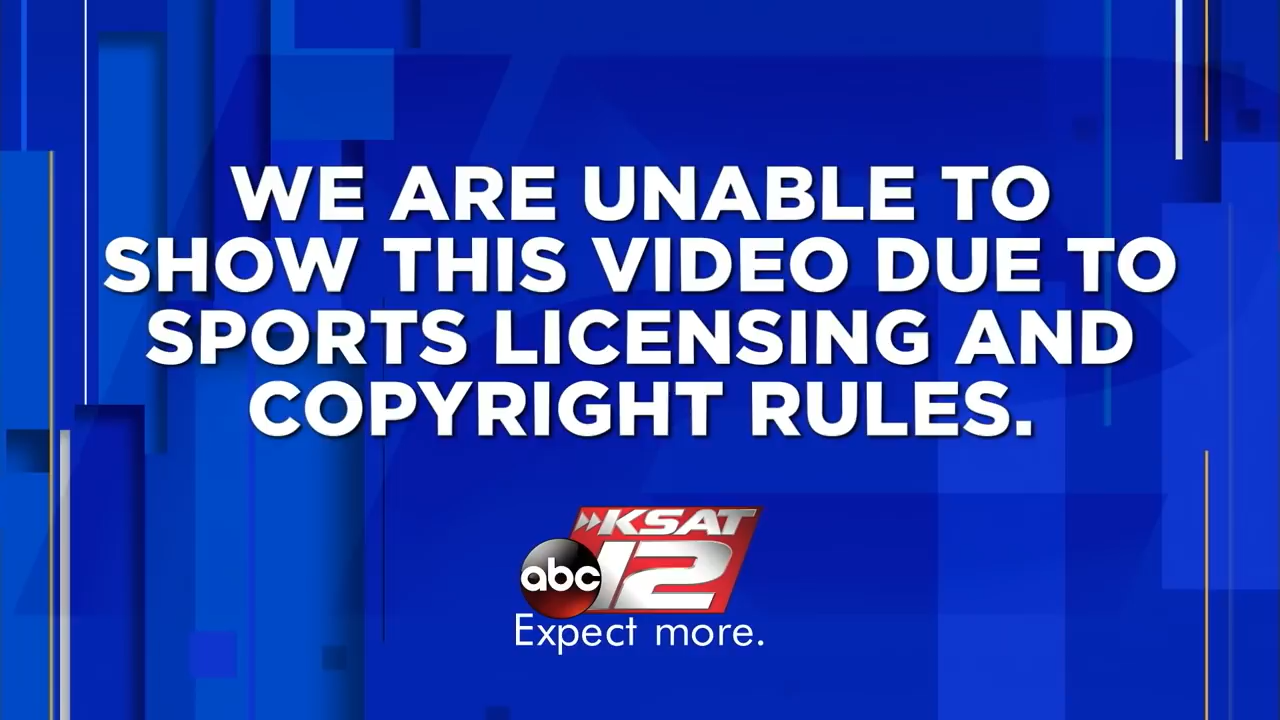 WE ARE UNABLE TO
SHOW THIS VIDEO DUE TO
SPORTS LICENSING AND
COPYRIGHT RULES.
KSAT
abc 12
Expect more.